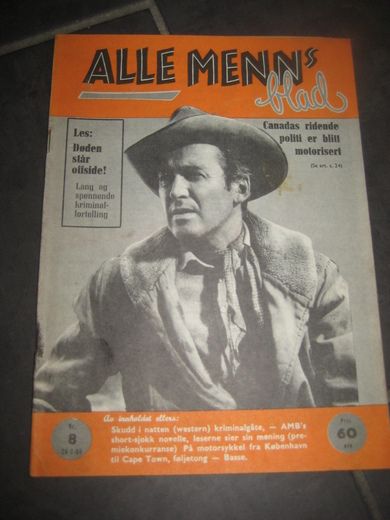 ALLE MENNS
blad
Les:
Døden
står
offside!
Lang og
spennende
kriminal-
fortelling
Canadas ridende
politi er blitt
motorisert
(Se art. s. 24)
Av innholdet ellers:
Skudd i natten (western) kriminalgåte, — AMB's
short-sjokk novelle, leserne sier sin mening (pre-
miekonkurranse) På motorsykkel fra København
til Cape Town, føljetong — Basse.
Nr.
8
Pris
60
øre